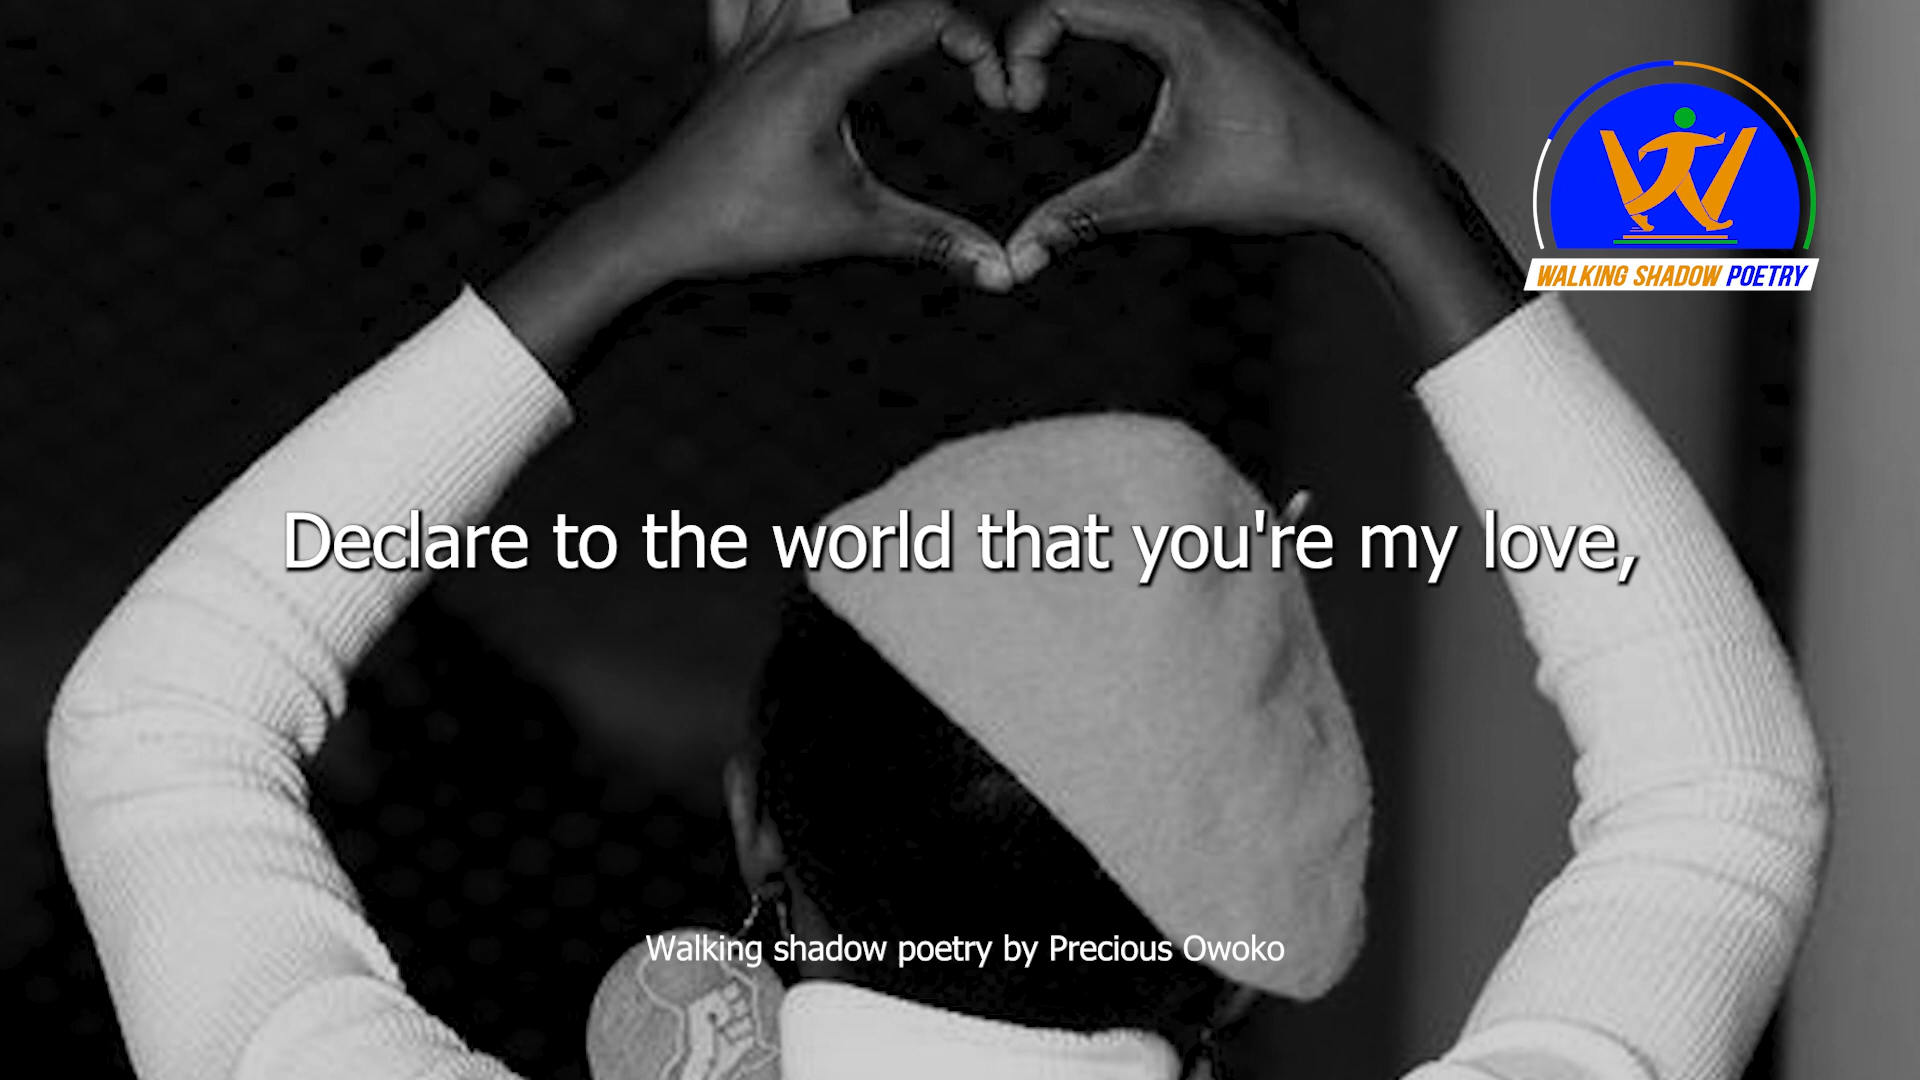 WALKING SHADOW POETRY
Declare to the world that you're my love,
Walking shadow poetry by Precious Owoko